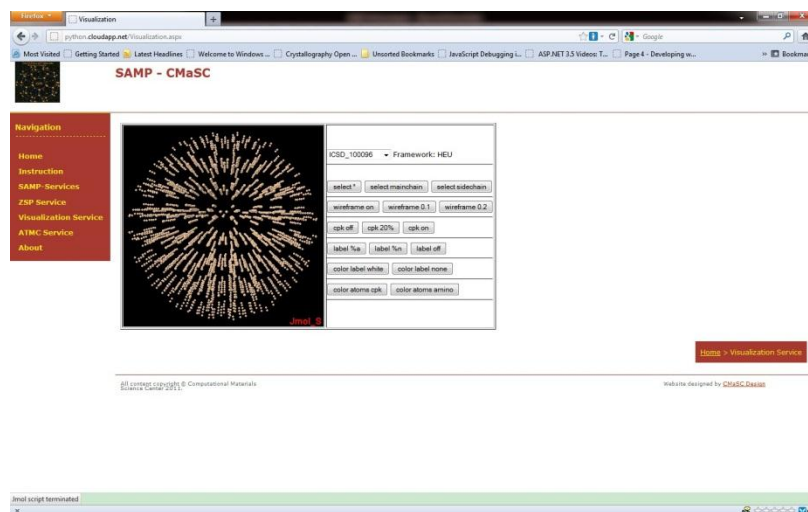 Firefox
Visualization
python.cloudapp.net/Visualization.aspx
Google
Most Visited Getting Started Latest Headlines Welcome to Windows ... Crystallography Open ... Unsorted Bookmarks JavaScript Debugging i... ASP.NET 3.5 Videos: T... Page 4 - Developing w... Bookmar
SAMP - CMaSC
Navigation
Home
Instruction
SAMP-Services
ZSP Service
Visualization Service
ATMC Service
About
ICSD_100096 Framework: HEU
select * select mainchain select sidechain
wireframe on wireframe 0.1 wireframe 0.2
cpk off cpk 20% cpk on
label %a label %n label off
color label white color label none
color atoms cpk color atoms amino
Jmol_S
Home > Visualization Service
All content copyright © Computational Materials
Science Center 2011.
Website designed by CMaSC Design
Jmol script terminated
x